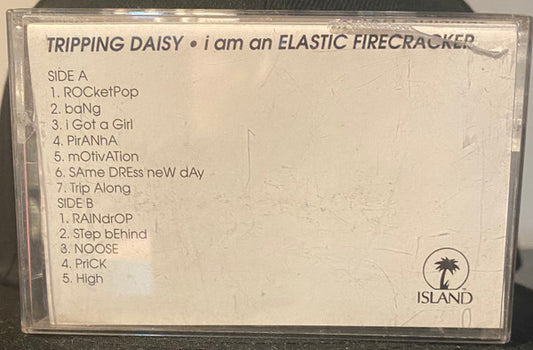 TRIPPING DAISY • i am an ELASTIC FIRECRACKER
SIDE A
1. ROCketPop
2. baNg
3. i Got a Girl
4. PirANhA
5. mOtivATion
6. SAme DREss neW dAy
7. Trip Along
SIDE B
1. RAINdrOP
2. STep bEhind
3. NOOSE
4. PriCK
5. High
ISLAND